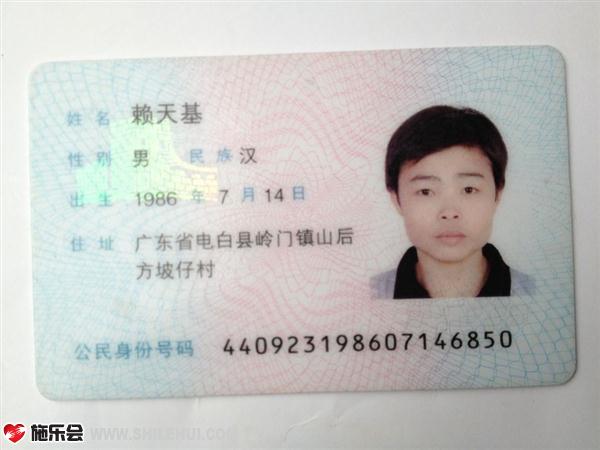 姓名 赖天基
性别 男 民族 汉
出生 1986 年 7 月 14 日
住址 广东省电白县岭门镇山后
方坡仔村
公民身份号码 440923198607146850
施乐会 WWW.SHILEHUI.COM